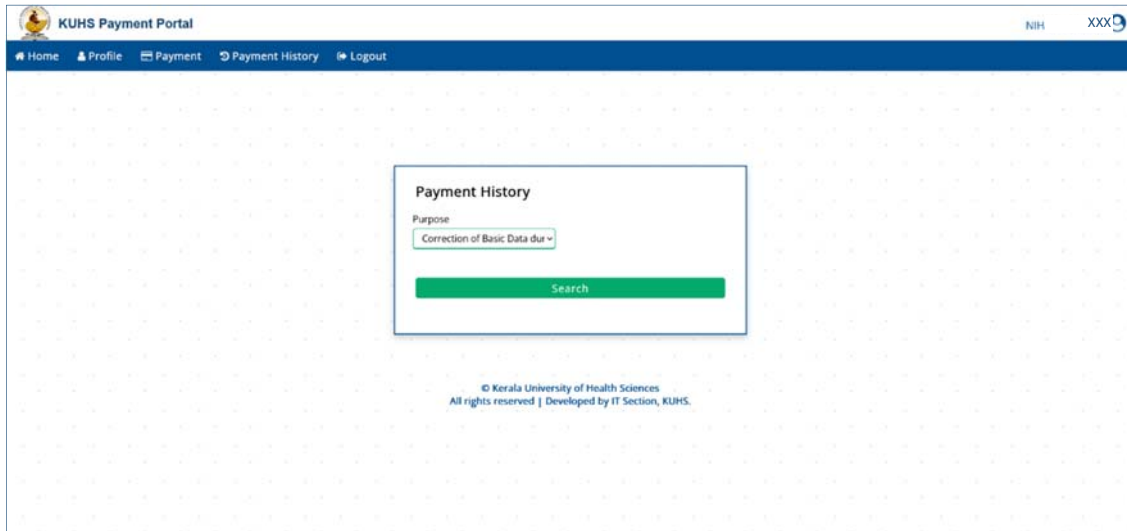 KUHS Payment Portal
NIH XXX
Home Profile Payment Payment History Logout
Payment History
Purpose
Correction of Basic Data dur
Search
© Kerala University of Health Sciences
All rights reserved | Developed by IT Section, KUHS.